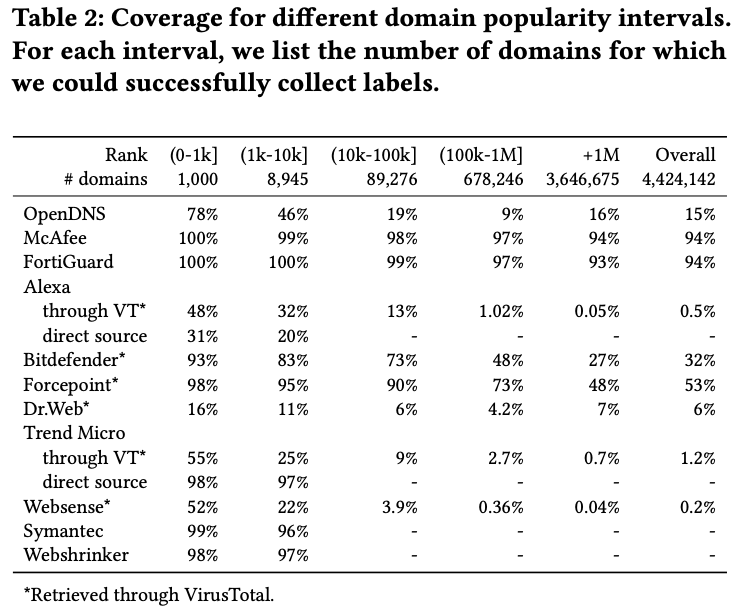 Table 2: Coverage for different domain popularity intervals.
For each interval, we list the number of domains for which
we could successfully collect labels.
Rank (0-1k] (1k-10k] (10k-100k] (100k-1M] +1M Overall
# domains 1,000 8,945 89,276 678,246 3,646,675 4,424,142
OpenDNS 78% 46% 19% 9% 16% 15%
McAfee 100% 99% 98% 97% 94% 94%
FortiGuard 100% 100% 99% 97% 93% 94%
Alexa
through VT* 48% 32% 13% 1.02% 0.05% 0.5%
direct source 31% 20% - - - -
Bitdefender* 93% 83% 73% 48% 27% 32%
Forcepoint* 98% 95% 90% 73% 48% 53%
Dr.Web* 16% 11% 6% 4.2% 7% 6%
Trend Micro
through VT* 55% 25% 9% 2.7% 0.7% 1.2%
direct source 98% 97% - - - -
Websense* 52% 22% 3.9% 0.36% 0.04% 0.2%
Symantec 99% 96% - - - -
Webshrinker 98% 97% - - - -
*Retrieved through VirusTotal.